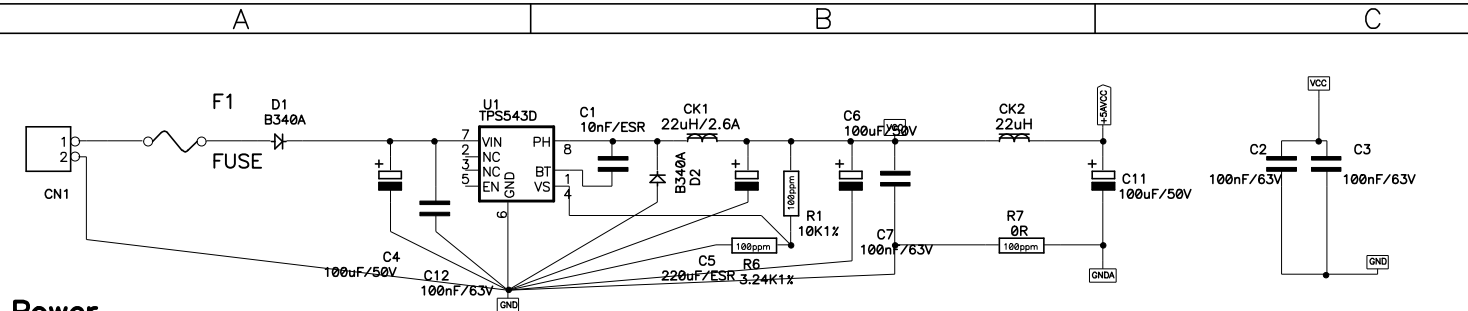 A
B
C
F1
FUSE
D1
B340A
CN1
1
2
U1
TPS543D
7
2
3
5
VIN
NC
NC
EN
GND
PH
BT
VS
8
1
4
6
C1
10nF/ESR
CK1
22uH/2.6A
B340A
D2
C6
100uF/50V
VCC
CK2
22uH
+5AVCC
VCC
C2
100nF/63V
C3
100nF/63V
C11
100uF/50V
100ppm
R1
10K1%
R7
0R
100ppm
100ppm
R6
3.24K1%
C7
100nF/63V
C4
100uF/50V
C12
100nF/63V
C5
220uF/ESR
GND
GNDA
GND
+
+
+
+
Power